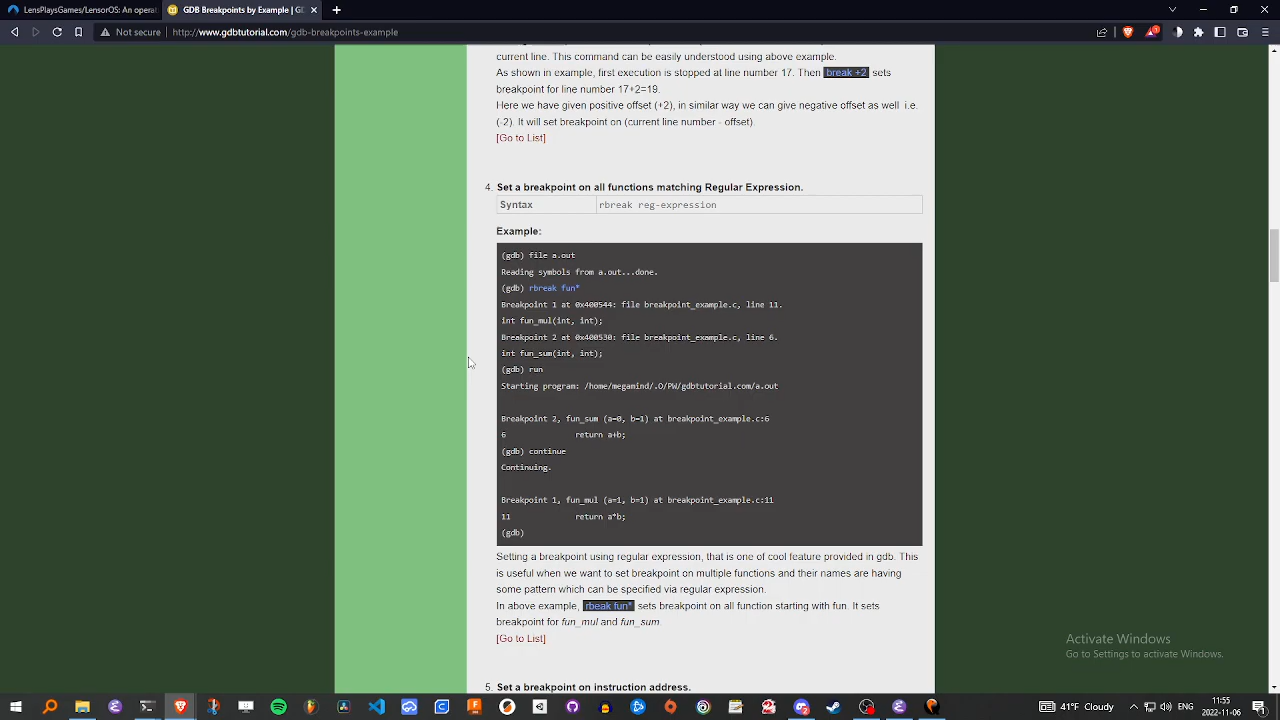 LensPlaysGames/LensorOS: An operat
GDB Breakpoints by Example | GD
Not secure
http://www.gdbtutorial.com/gdb-breakpoints-example
current line. This above command can be easily understood using above example.
As shown in example, first execution is stopped at line number 17. Then break +2 sets
breakpoint for line number 17+2=19.
Here we have given positive offset (+2), in similar way we can give negative offset as well i.e.
(-2). It will set breakpoint on (current line number - offset).
[Go to List]
4. Set a breakpoint on all functions matching Regular Expression.
Syntax
rbreak reg-expression
Example:
(gdb) file a.out
Reading symbols from a.out...done.
(gdb) rbreak fun*
Breakpoint 1 at 0x400544: file breakpoint_example.c, line 11.
int fun_mul(int, int);
Breakpoint 2 at 0x400530: file breakpoint_example.c, line 6.
int fun_sum(int, int);
(gdb) run
Starting program: /home/megamind/.O/PW/gdbtutorial.com/a.out
Breakpoint 2, fun_sum (a=0, b=1) at breakpoint_example.c:6
6 return a+b;
(gdb) continue
Continuing.
Breakpoint 1, fun_mul (a=1, b=1) at breakpoint_example.c:11
11 return a*b;
(gdb)
Setting a breakpoint using regular expression, that is one of cool feature provided in gdb. This
is useful when we want to set breakpoint on multiple functions and their names are having
some pattern which can be specified via regular expression.
In above example, rbeak fun* sets breakpoint on all function starting with fun. It sets
breakpoint for fun_mul and fun_sum.
[Go to List]
5. Set a breakpoint on instruction address.
Activate Windows
Go to Settings to activate Windows.
41°F Cloudy
11:55
2022-11-06